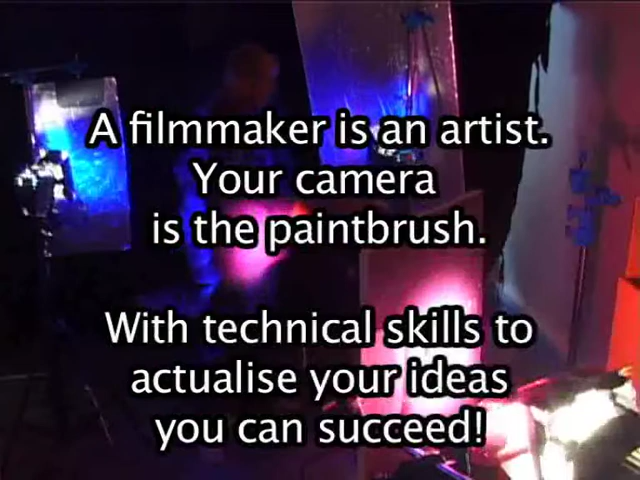 A filmmaker is an artist.
Your camera
is the paintbrush.
With technical skills to
actualise your ideas
you can succeed!